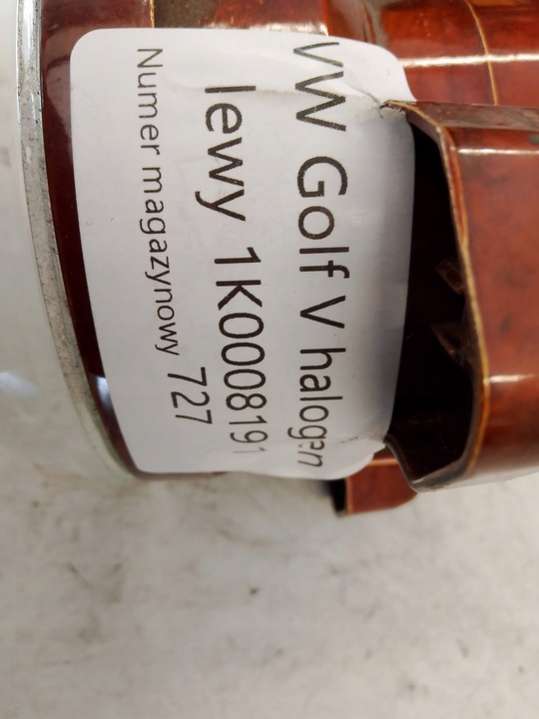 VW Golf V halogen
lewy 1K0008191
Numer magazynowy 727